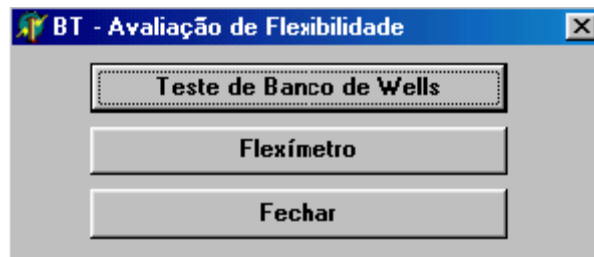 BT - Avaliação de Flexibilidade
Teste de Banco de Wells
Flexímetro
Fechar